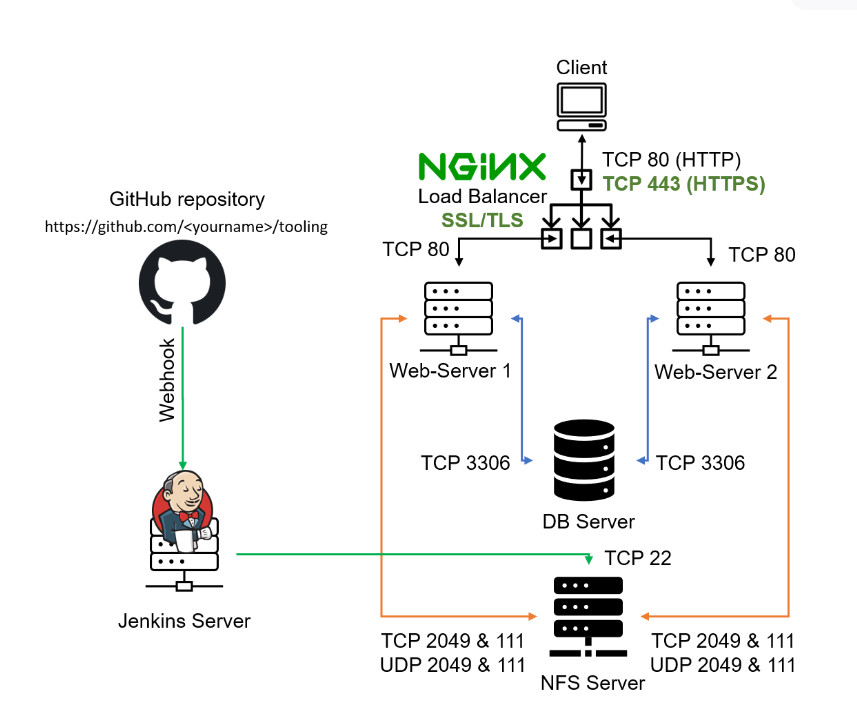 Client
NGINX
Load Balancer
SSL/TLS
TCP 80 (HTTP)
TCP 443 (HTTPS)
GitHub repository
https://github.com/<yourname>/tooling
TCP 80
TCP 80
Webhook
Web-Server 1
Web-Server 2
TCP 3306
TCP 3306
DB Server
TCP 22
Jenkins Server
TCP 2049 & 111
UDP 2049 & 111
TCP 2049 & 111
UDP 2049 & 111
NFS Server